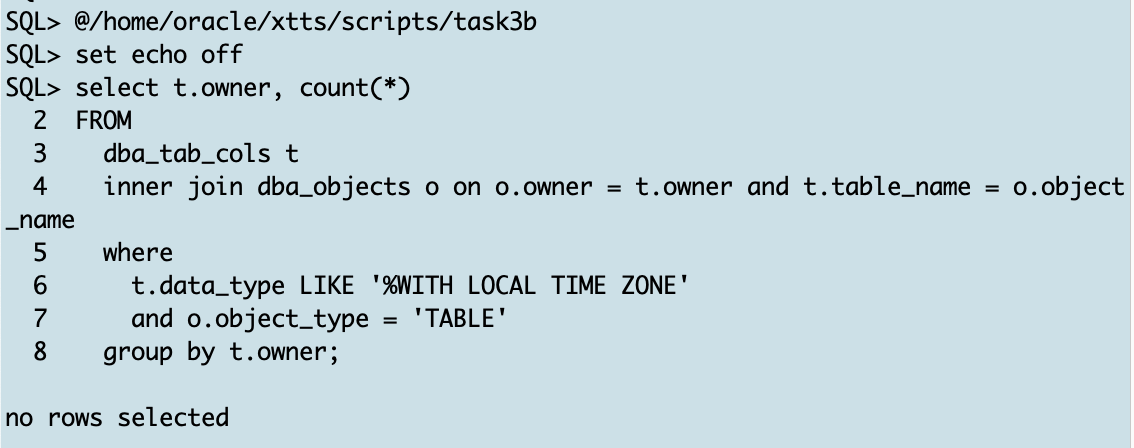 SQL> @/home/oracle/xtts/scripts/task3b
SQL> set echo off
SQL> select t.owner, count(*)
  2  FROM
  3    dba_tab_cols t
  4    inner join dba_objects o on o.owner = t.owner and t.table_name = o.object
_name
  5    where
  6      t.data_type LIKE '%WITH LOCAL TIME ZONE'
  7      and o.object_type = 'TABLE'
  8    group by t.owner;

no rows selected